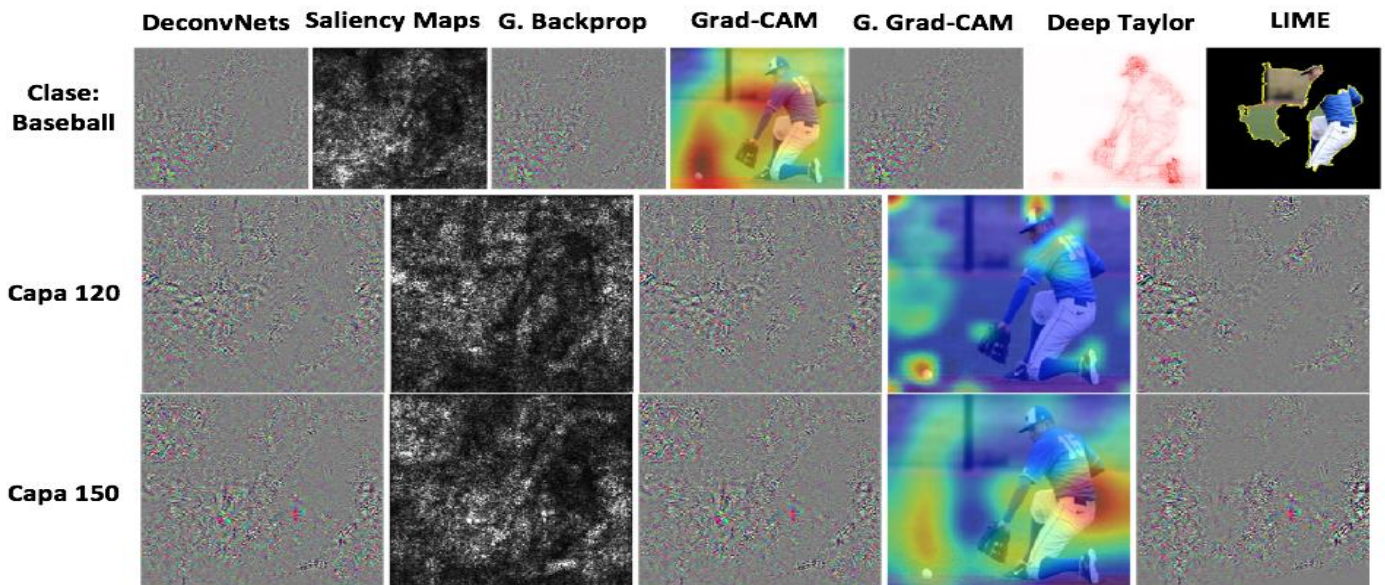 DeconvNets Saliency Maps G. Backprop Grad-CAM G. Grad-CAM Deep Taylor LIME
Clase:
Baseball
Capa 120
Capa 150